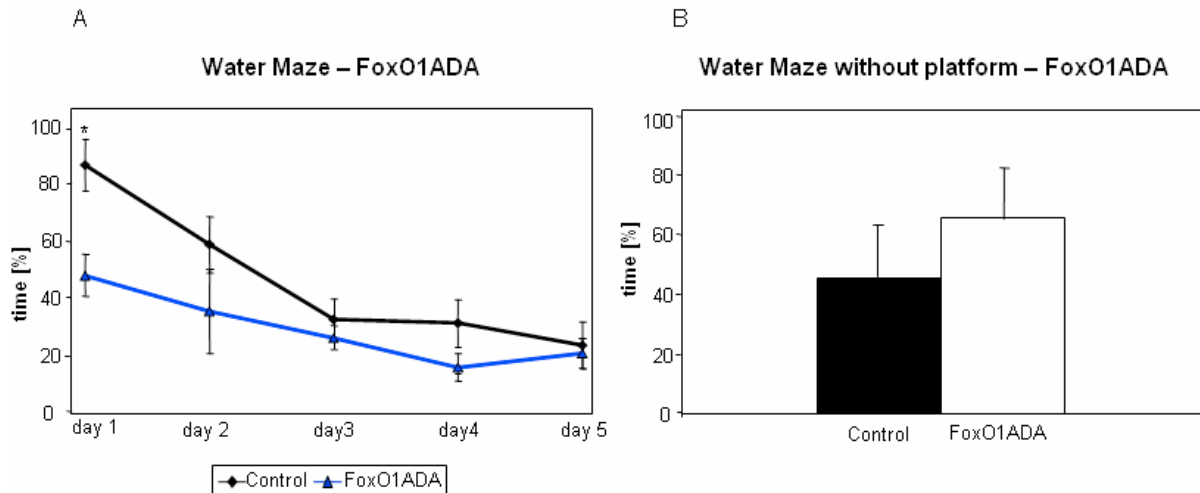 A
Water Maze – FoxO1ADA
time [%]
100
80
60
40
20
0
*
day 1
day 2
day3
day4
day 5
Control
FoxO1ADA
B
Water Maze without platform – FoxO1ADA
time [%]
100
80
60
40
20
0
Control
FoxO1ADA